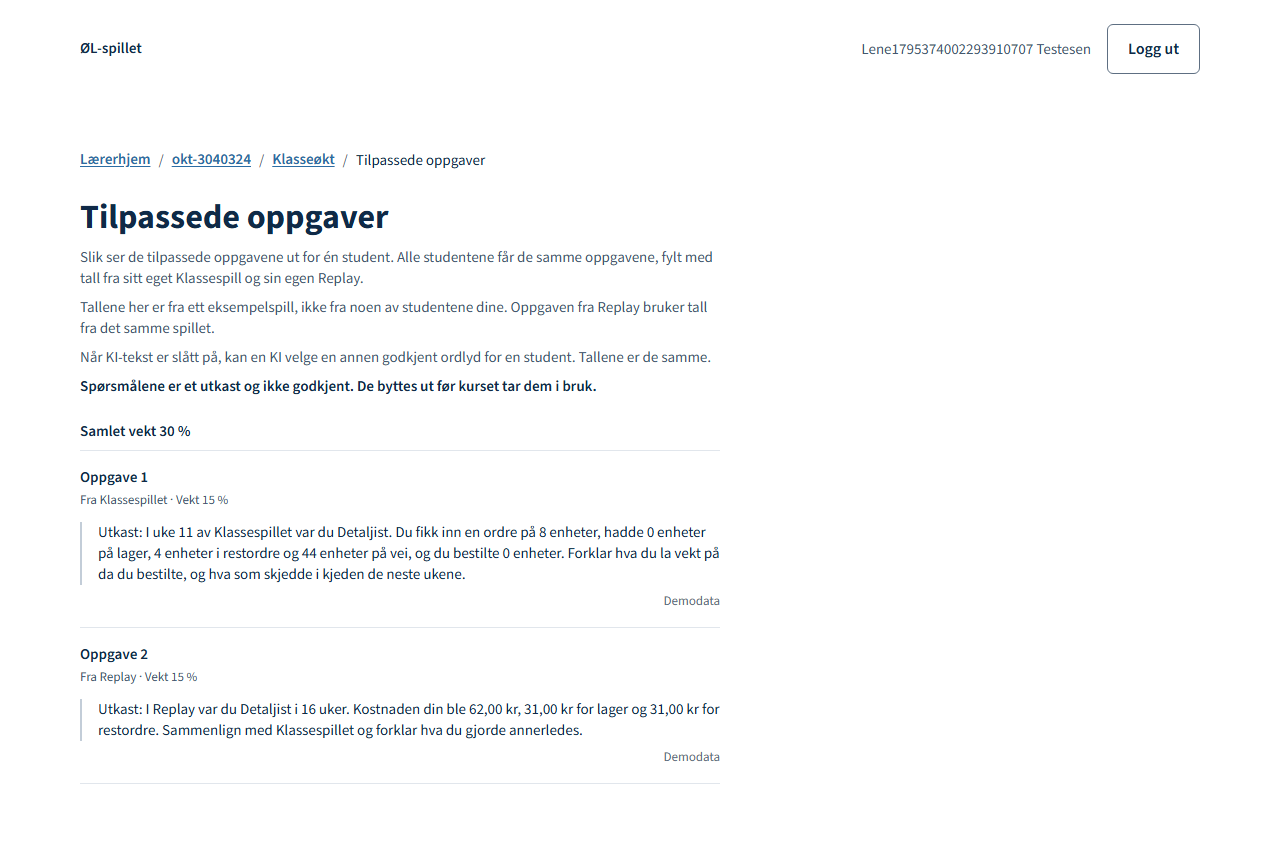 ØL-spillet
Lene1795374002293910707 Testesen
Logg ut
Lærerhjem / okt-3040324 / Klasseøkt / Tilpassede oppgaver
Tilpassede oppgaver
Slik ser de tilpassede oppgavene ut for én student. Alle studentene får de samme oppgavene, fylt med
tall fra sitt eget Klassespill og sin egen Replay.
Tallene her er fra ett eksempelspill, ikke fra noen av studentene dine. Oppgaven fra Replay bruker tall
fra det samme spillet.
Når KI-tekst er slått på, kan en KI velge en annen godkjent ordlyd for en student. Tallene er de samme.
Spørsmålene er et utkast og ikke godkjent. De byttes ut før kurset tar dem i bruk.
Samlet vekt 30 %
Oppgave 1
Fra Klassespillet · Vekt 15 %
Utkast: I uke 11 av Klassespillet var du Detaljist. Du fikk inn en ordre på 8 enheter, hadde 0 enheter
på lager, 4 enheter i restordre og 44 enheter på vei, og du bestilte 0 enheter. Forklar hva du la vekt på
da du bestilte, og hva som skjedde i kjeden de neste ukene.
Demodata
Oppgave 2
Fra Replay · Vekt 15 %
Utkast: I Replay var du Detaljist i 16 uker. Kostnaden din ble 62,00 kr, 31,00 kr for lager og 31,00 kr for
restordre. Sammenlign med Klassespillet og forklar hva du gjorde annerledes.
Demodata